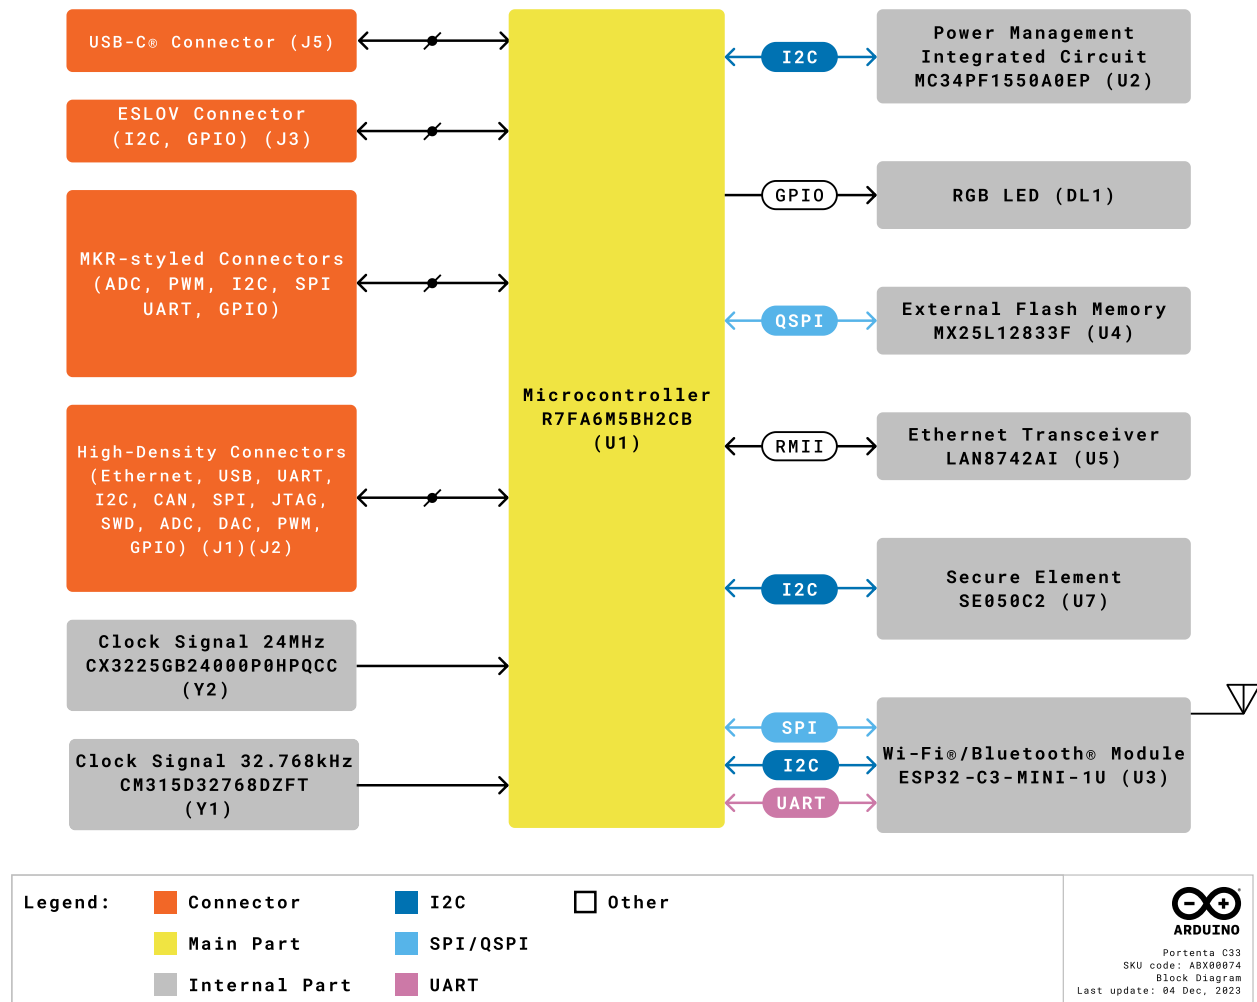 USB-C® Connector (J5)
ESLOV Connector
(I2C, GPIO) (J3)
MKR-styled Connectors
(ADC, PWM, I2C, SPI
UART, GPIO)
High-Density Connectors
(Ethernet, USB, UART,
I2C, CAN, SPI, JTAG,
SWD, ADC, DAC, PWM,
GPIO) (J1)(J2)
Clock Signal 24MHz
CX3225GB24000P0HPQCC
(Y2)
Clock Signal 32.768kHz
CM315D32768DZFT
(Y1)
Microcontroller
R7FA6M5BH2CB
(U1)
I2C
GPIO
QSPI
RMII
I2C
SPI
I2C
UART
Power Management
Integrated Circuit
MC34PF1550A0EP (U2)
RGB LED (DL1)
External Flash Memory
MX25L12833F (U4)
Ethernet Transceiver
LAN8742AI (U5)
Secure Element
SE050C2 (U7)
Wi-Fi®/Bluetooth® Module
ESP32-C3-MINI-1U (U3)
Legend:
Connector
Main Part
Internal Part
I2C
SPI/QSPI
UART
Other
ARDUINO
Portenta C33
SKU code: ABX00074
Block Diagram
Last update: 04 Dec, 2023